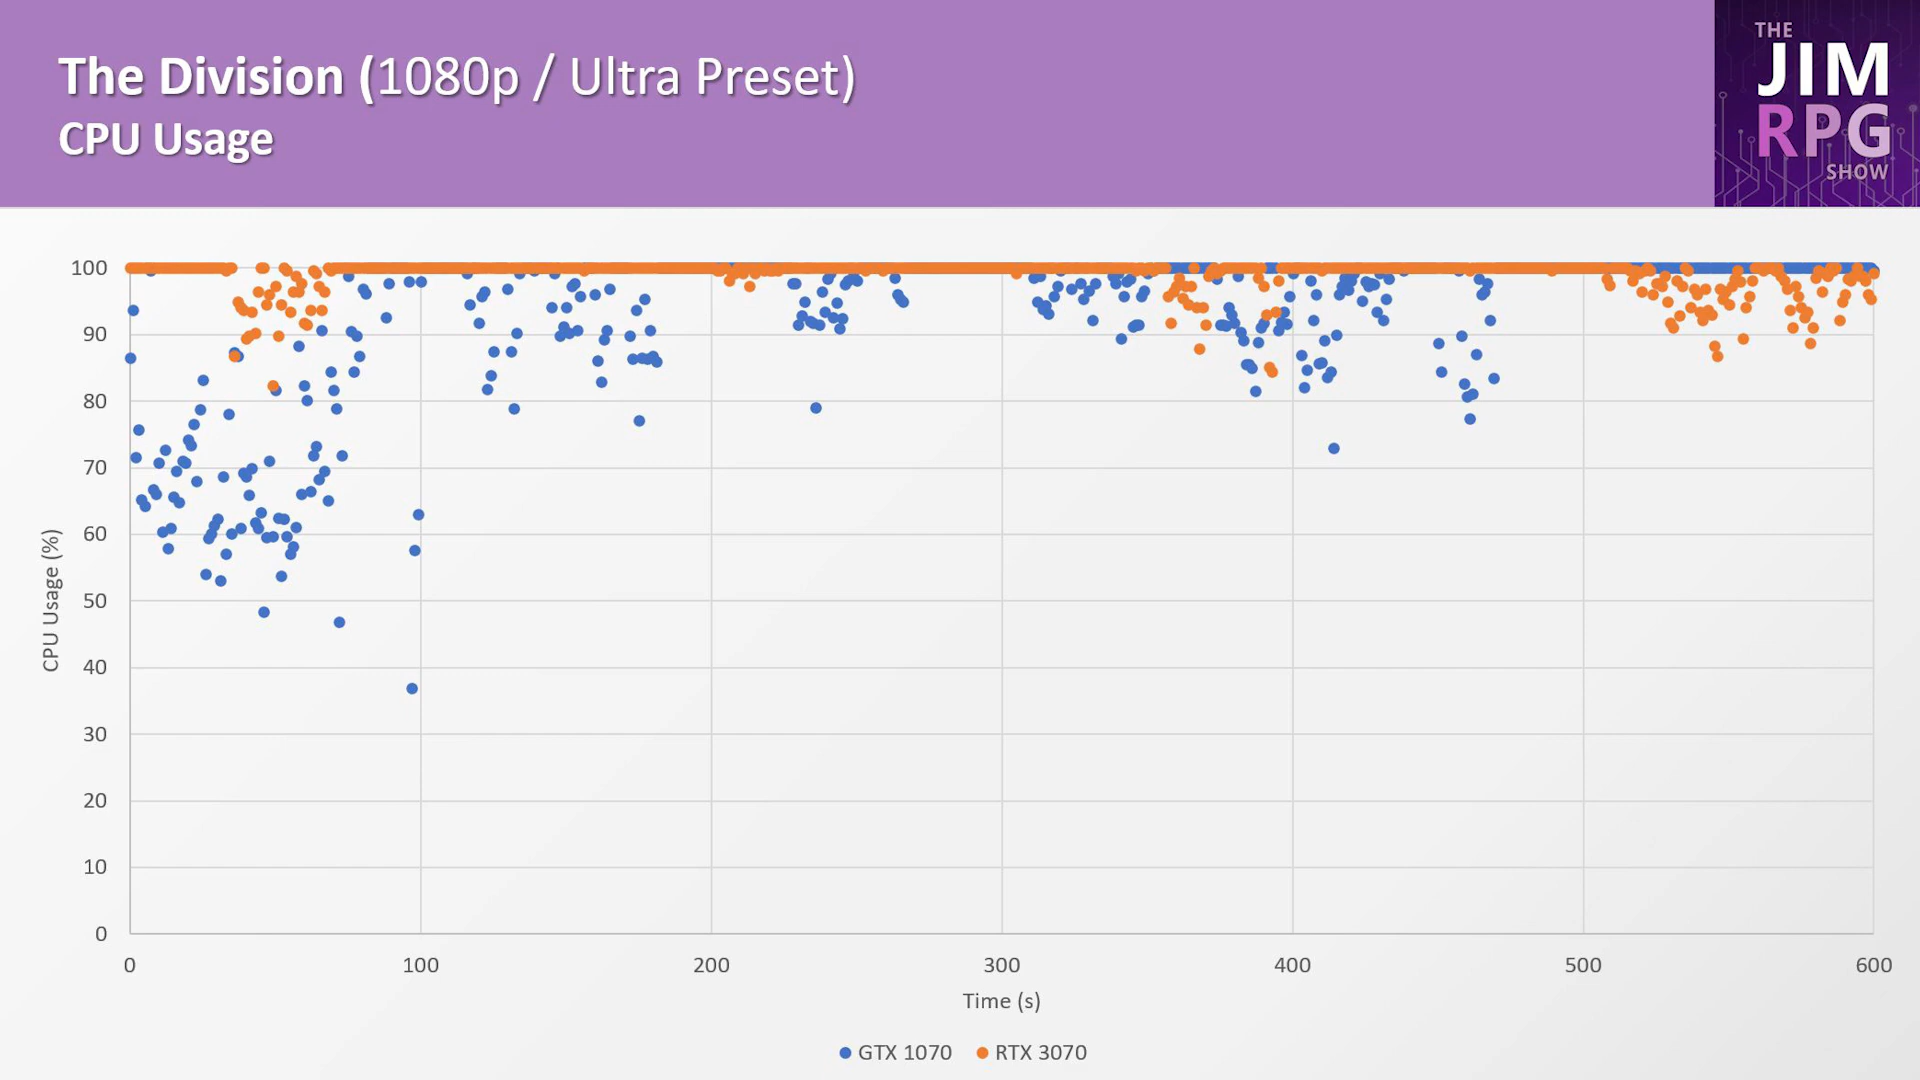 The Division (1080p / Ultra Preset)
CPU Usage
THE
JIM
RPG
SHOW
100
90
80
70
60
50
40
30
20
10
0
CPU Usage (%)
0 100 200 300 400 500 600
Time (s)
GTX 1070 RTX 3070